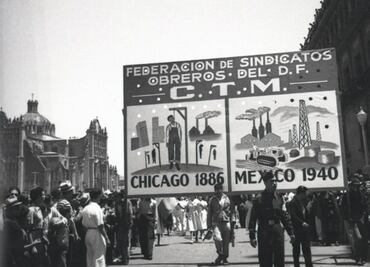 FEDERACION DE SINDICATOS
OBREROS DEL D.F.
C.T.M.
CHICAGO 1886
MEXICO 1940